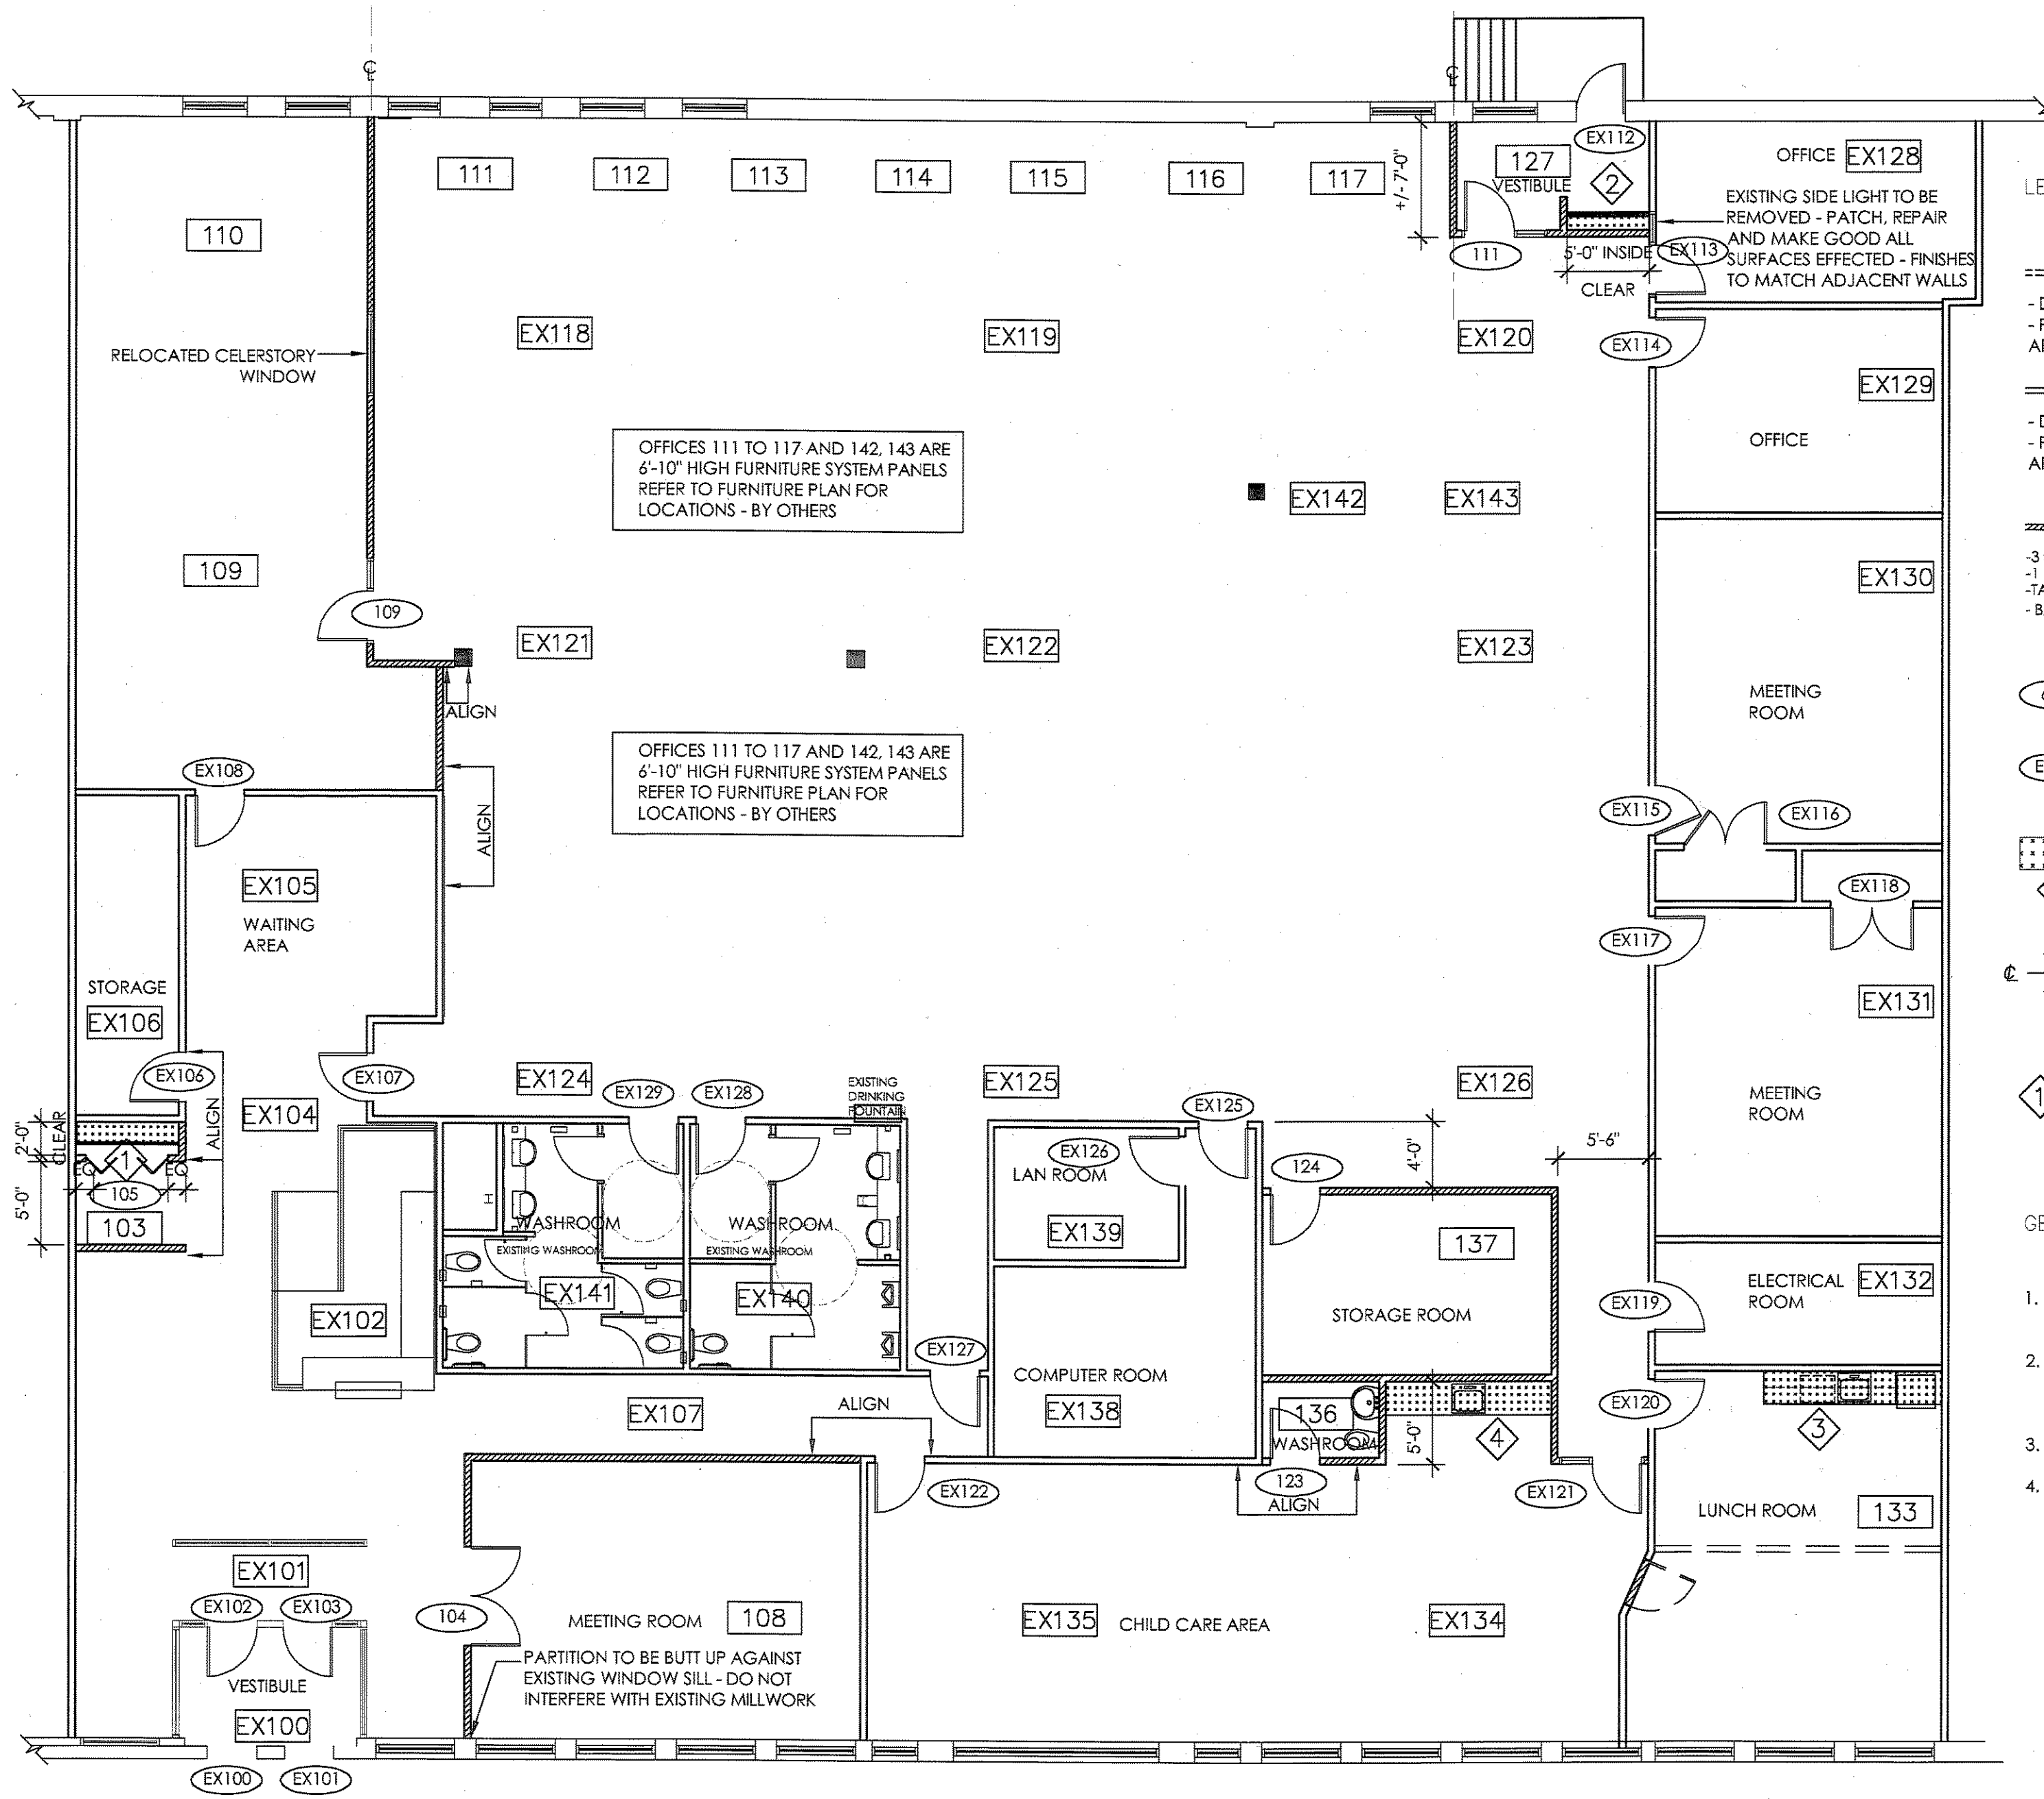 ℄
℄
EX112
OFFICE EX128
111
112
113
114
115
116
117
127
VESTIBULE
2
+/- 7'-0"
EXISTING SIDE LIGHT TO BE
REMOVED - PATCH, REPAIR
AND MAKE GOOD ALL
SURFACES EFFECTED - FINISHES
TO MATCH ADJACENT WALLS
LE
110
111
5'-0" INSIDE
CLEAR
EX113
RELOCATED CELERSTORY
WINDOW
EX118
EX119
EX120
EX114
EX129
OFFICE
OFFICES 111 TO 117 AND 142, 143 ARE
6'-10" HIGH FURNITURE SYSTEM PANELS
REFER TO FURNITURE PLAN FOR
LOCATIONS - BY OTHERS
EX142
EX143
109
EX130
-3
-1
-TA
- B
109
EX121
EX122
EX123
ALIGN
MEETING
ROOM
OFFICES 111 TO 117 AND 142, 143 ARE
6'-10" HIGH FURNITURE SYSTEM PANELS
REFER TO FURNITURE PLAN FOR
LOCATIONS - BY OTHERS
EX108
ALIGN
EX115
EX116
EX105
WAITING
AREA
EX118
EX117
℄
STORAGE
EX106
EX131
EX106
EX107
EX124
EX129
EX128
EXISTING
DRINKING
FOUNTAIN
EX125
EX125
EX126
MEETING
ROOM
1
EX104
ALIGN
2'-0"
CLEAR
1
EQ
EQ
105
5'-0"
103
EX126
LAN ROOM
EX139
124
4'-0"
5'-6"
WASHROOM
EXISTING WASHROOM
EX141
WASHROOM
EXISTING WASHROOM
EX140
137
STORAGE ROOM
GE
ELECTRICAL
ROOM
EX132
EX119
1.
EX102
EX127
COMPUTER ROOM
EX138
2.
EX107
ALIGN
136
WASHROOM
5'-0"
4
EX120
3
3.
EX122
123
ALIGN
EX121
4.
LUNCH ROOM
133
EX101
EX102
EX103
104
MEETING ROOM
108
EX135
CHILD CARE AREA
EX134
PARTITION TO BE BUTT UP AGAINST
EXISTING WINDOW SILL - DO NOT
INTERFERE WITH EXISTING MILLWORK
VESTIBULE
EX100
EX100
EX101